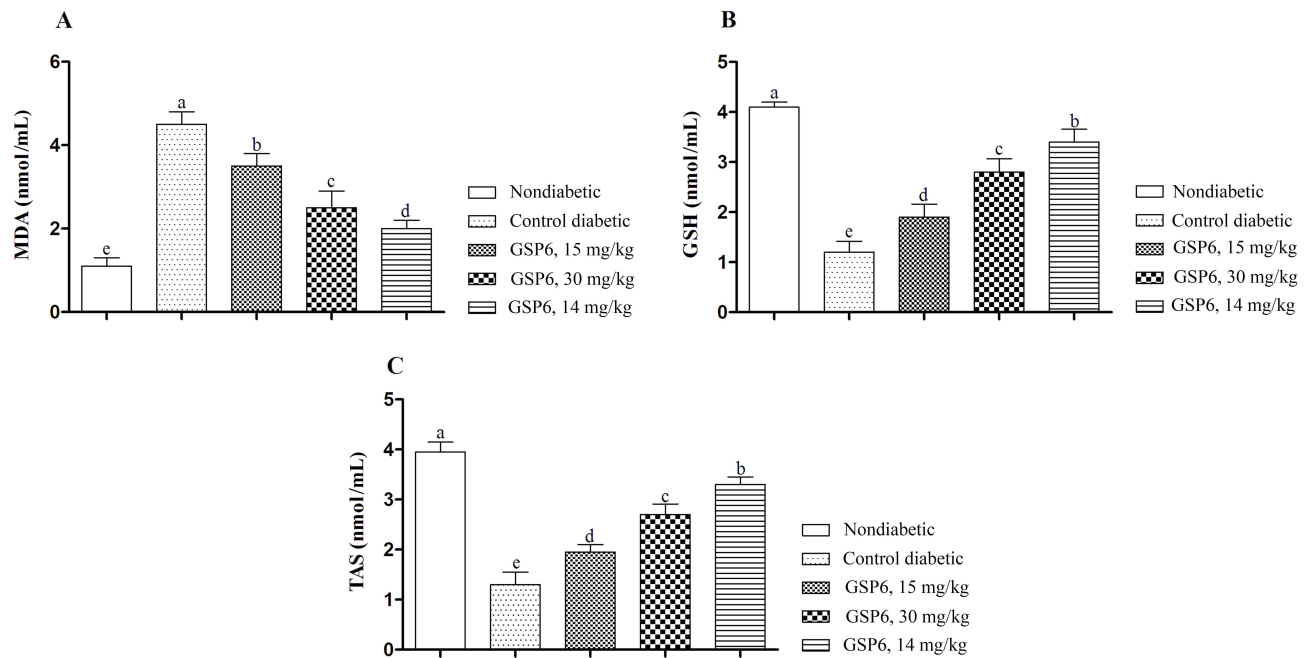 A
MDA (nmol/mL)
6
4
2
0
e
a
b
c
d
Nondiabetic
Control diabetic
GSP6, 15 mg/kg
GSP6, 30 mg/kg
GSP6, 14 mg/kg
B
GSH (nmol/mL)
5
4
3
2
1
0
a
e
d
c
b
Nondiabetic
Control diabetic
GSP6, 15 mg/kg
GSP6, 30 mg/kg
GSP6, 14 mg/kg
C
TAS (nmol/mL)
5
4
3
2
1
0
a
e
d
c
b
Nondiabetic
Control diabetic
GSP6, 15 mg/kg
GSP6, 30 mg/kg
GSP6, 14 mg/kg